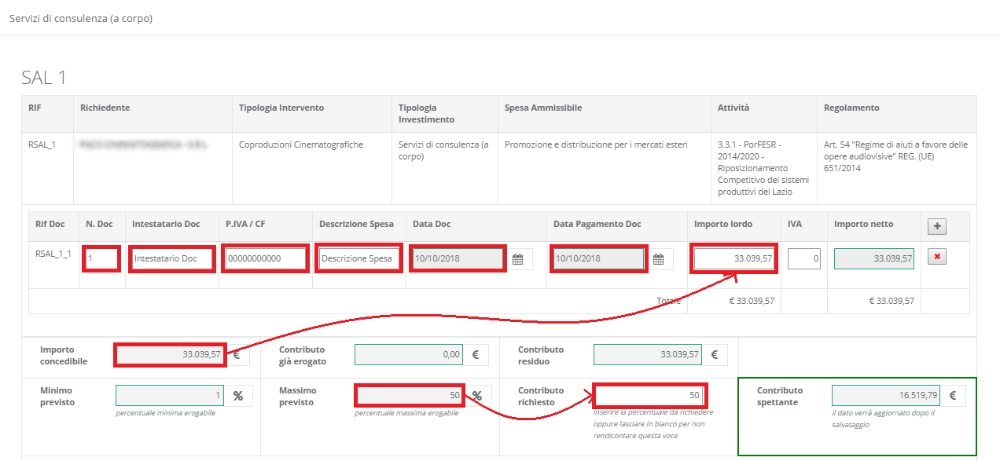 Servizi di consulenza (a corpo)
SAL 1
RIF
Richiedente
Tipologia Intervento
Tipologia
Investimento
Spesa Ammissibile
Attività
Regolamento
RSAL_1
Coproduzioni Cinematografiche
Servizi di consulenza (a
corpo)
Promozione e distribuzione per i mercati esteri
3.3.1 - PorFESR -
2014/2020 -
Riposizionamento
Competitivo dei sistemi
produttivi del Lazio
Art. 54 "Regime di aiuti a favore delle
opere audiovisive" REG. (UE)
651/2014
Rif Doc
N. Doc
Intestatario Doc
P.IVA / CF
Descrizione Spesa
Data Doc
Data Pagamento Doc
Importo lordo
IVA
Importo netto
RSAL_1_1
1
Intestatario Doc
00000000000
Descrizione Spesa
10/10/2018
10/10/2018
33.039,57
0
33.039,57
Totale
€ 33.039,57
€ 33.039,57
Importo
concedibile
33.039,57
€
Contributo
già erogato
0,00
€
Contributo
residuo
33.039,57
€
Minimo
previsto
1
%
percentuale minima erogabile
Massimo
previsto
50
%
percentuale massima erogabile
Contributo
richiesto
50
inserire la percentuale da richiedere
oppure lasciare in bianco per non
rendicontare questa voce
Contributo
spettante
16.519,79
€
il dato verrà aggiornato dopo il
salvataggio